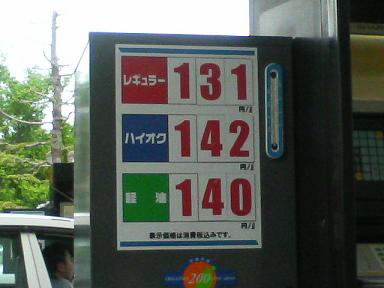 レギュラー 131
円/ℓ
ハイオク 142
円/ℓ
軽油 140
円/ℓ
表示価格は消費税込みです。
200